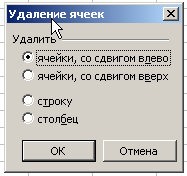 Удаление ячеек
Удалить
ячейки, со сдвигом влево
ячейки, со сдвигом вверх
строку
столбец
ОК
Отмена